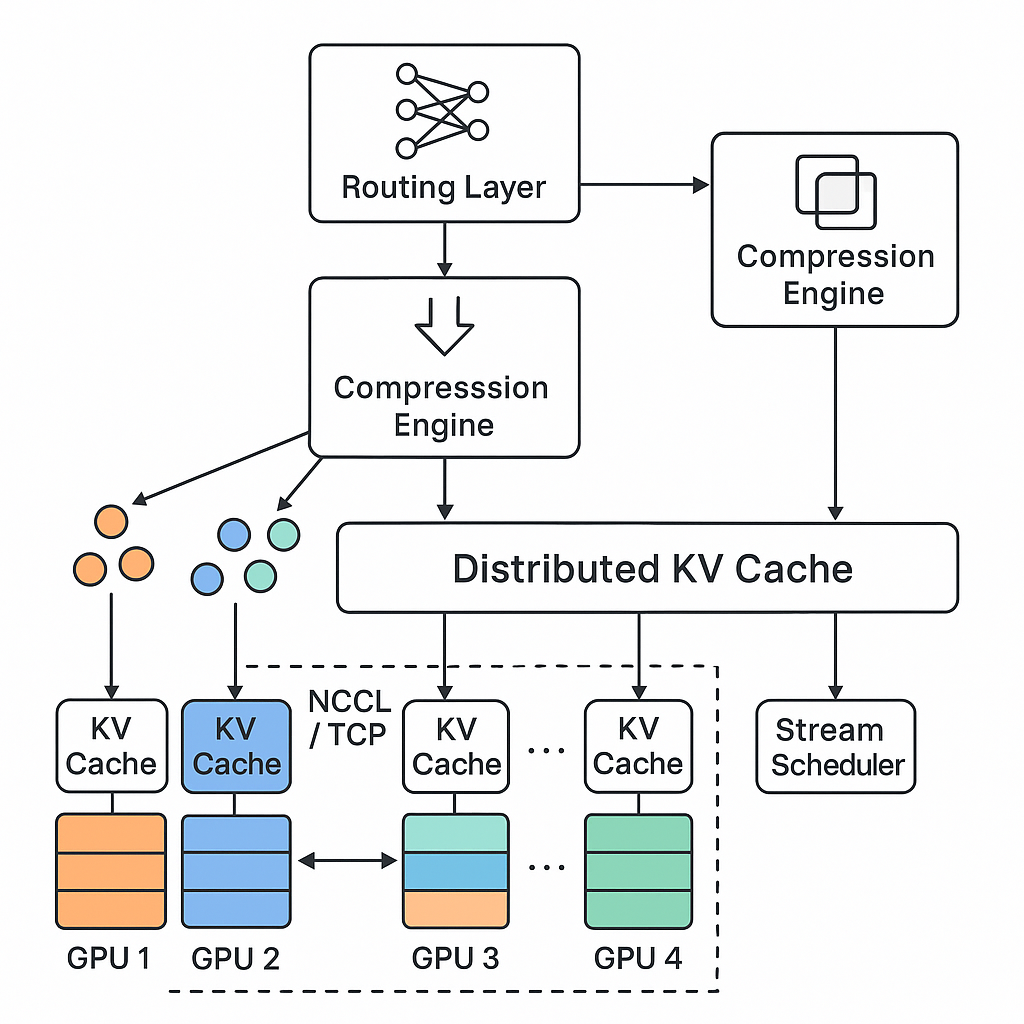 Routing Layer
Compression
Engine
Compresssion
Engine
Distributed KV Cache
KV
Cache
KV
Cache
NCCL
/ TCP
KV
Cache
...
KV
Cache
Stream
Scheduler
...
GPU 1
GPU 2
GPU 3
GPU 4